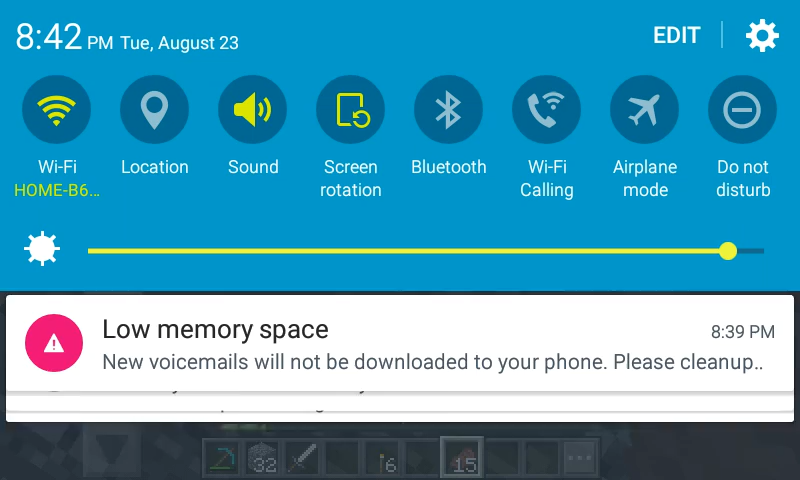 8:42 PM Tue, August 23 EDIT
Wi-Fi Location Sound Screen rotation Bluetooth Wi-Fi Calling Airplane mode Do not disturb
HOME-B6...
Low memory space 8:39 PM
New voicemails will not be downloaded to your phone. Please cleanup..
32 6 15